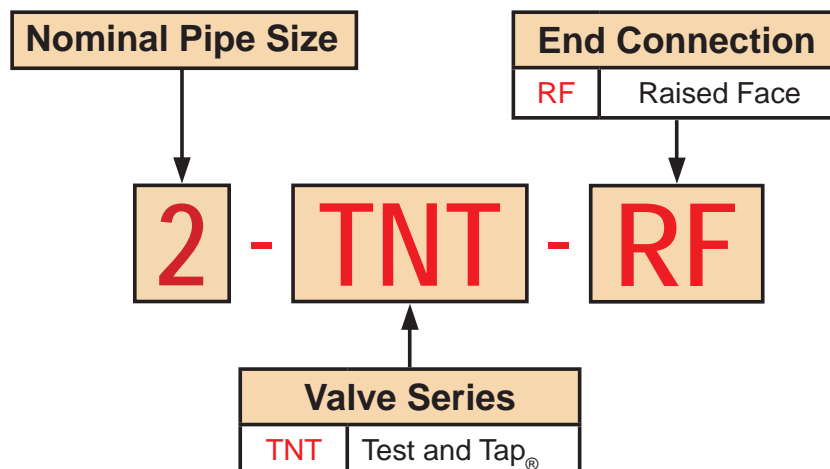 Nominal Pipe Size
End Connection
RF Raised Face
2 - TNT - RF
Valve Series
TNT Test and Tap®